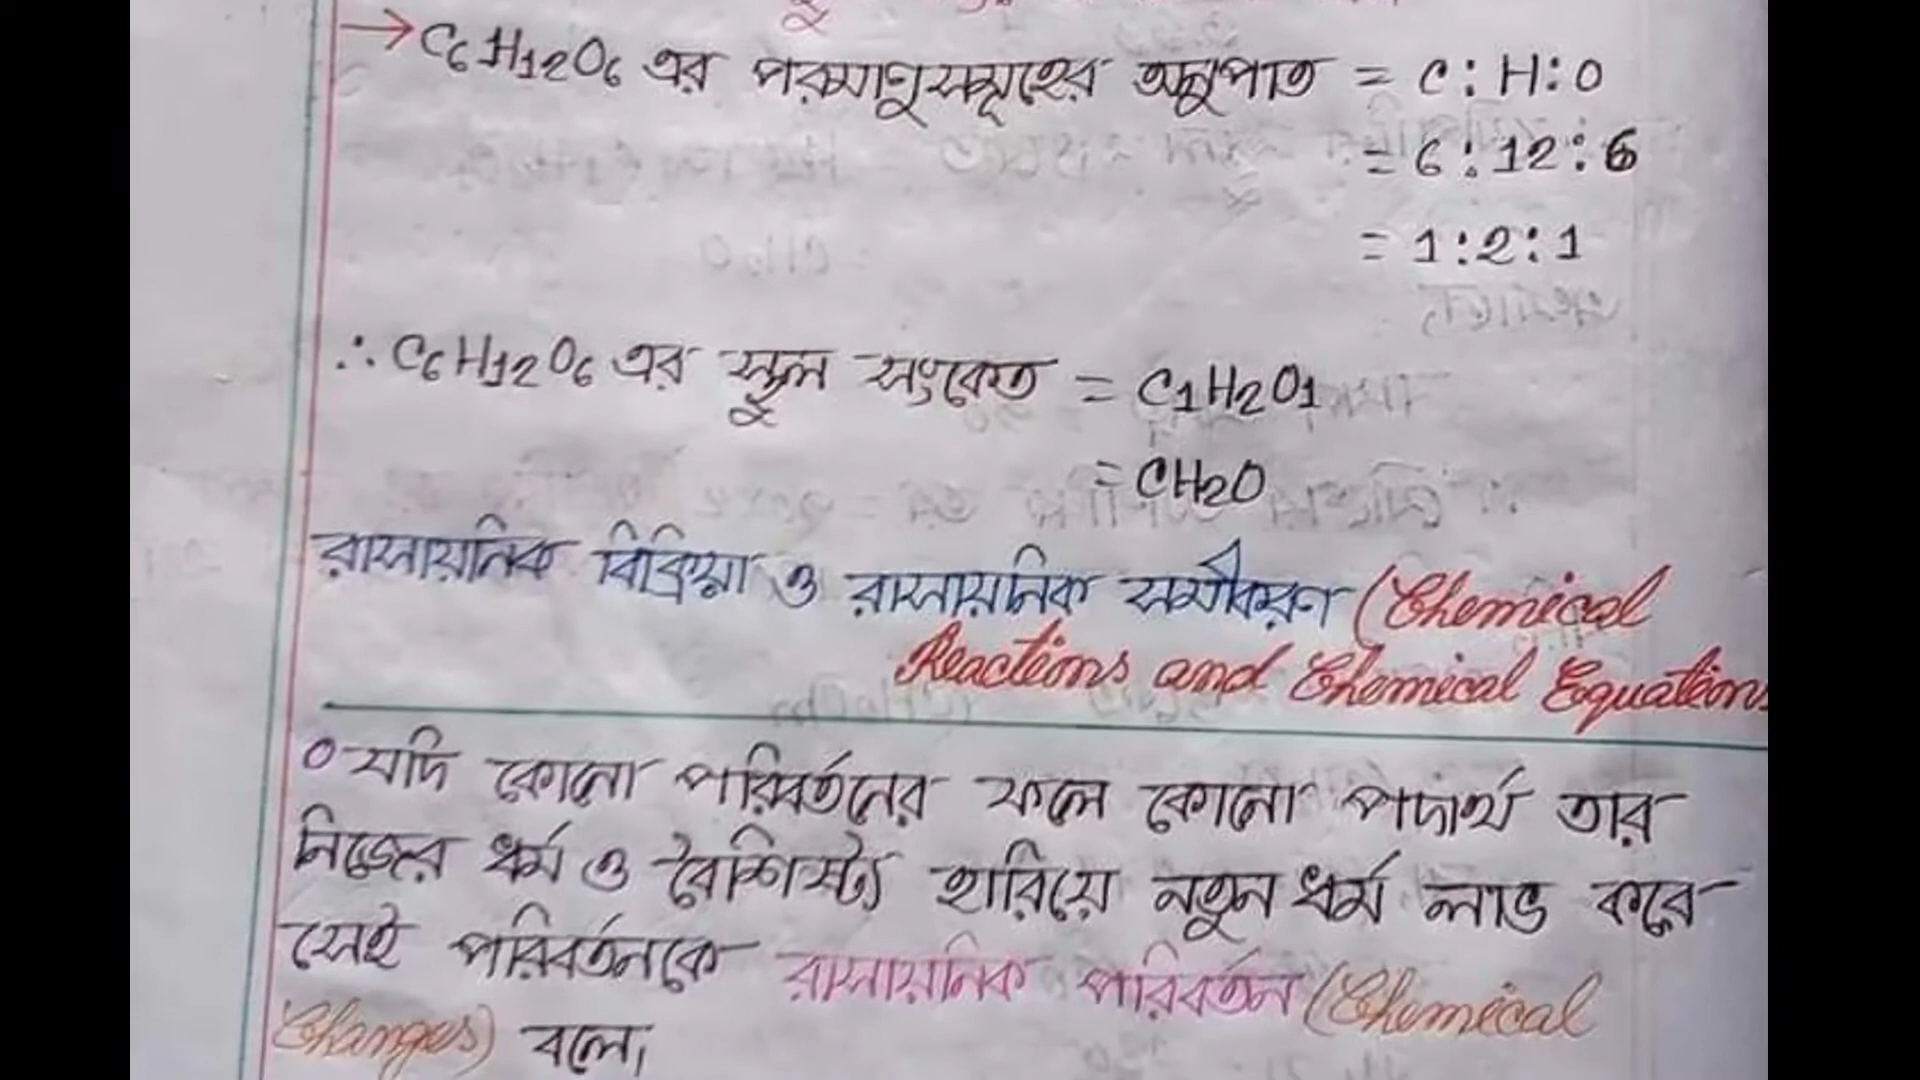 → C6H12O6 এর পরমাণুসমূহের অনুপাত = C:H:O
= 6:12:6
= 1:2:1
∴ C6H12O6 এর স্থূল সংকেত = C1H2O1
= CH2O
রাসায়নিক বিক্রিয়া ও রাসায়নিক সমীকরণ (Chemical
Reactions and Chemical Equations
০ যদি কোনো পরিবর্তনের ফলে কোনো পদার্থ তার
নিজের ধর্ম ও বৈশিষ্ট্য হারিয়ে নতুন ধর্ম লাভ করে
সেই পরিবর্তনকে রাসায়নিক পরিবর্তন (Chemical
Changes) বলে।